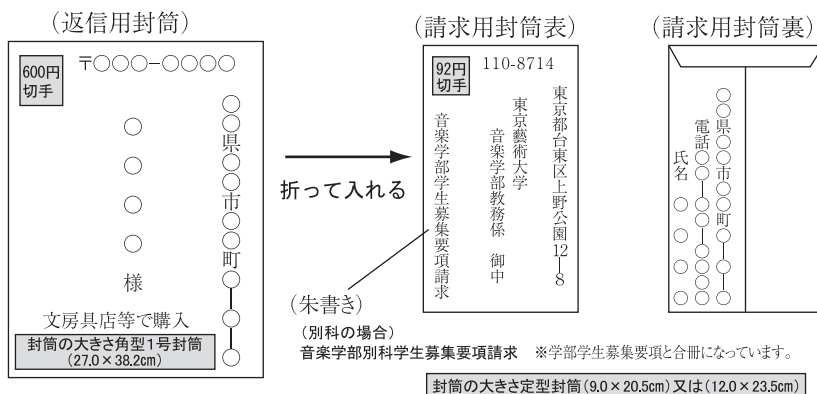 （返信用封筒）
600円
切手
〒○○○−○○○○
○○県○○市○○町○−○−○
○○○○　様
文房具店等で購入
封筒の大きさ角型1号封筒
（27.0×38.2㎝）
折って入れる
（請求用封筒表）
92円
切手
110-8714
東京都台東区上野公園12−8
東京藝術大学
音楽学部教務係　御中
音楽学部学生募集要項請求
（朱書き）
（別科の場合）
音楽学部別科学生募集要項請求　※学部学生募集要項と合冊になっています。
（請求用封筒裏）
○○県○○市○○町○−○−○
電話○○−○○−○○○○
氏名　○○○○
封筒の大きさ定型封筒（9.0×20.5㎝）又は（12.0×23.5㎝）